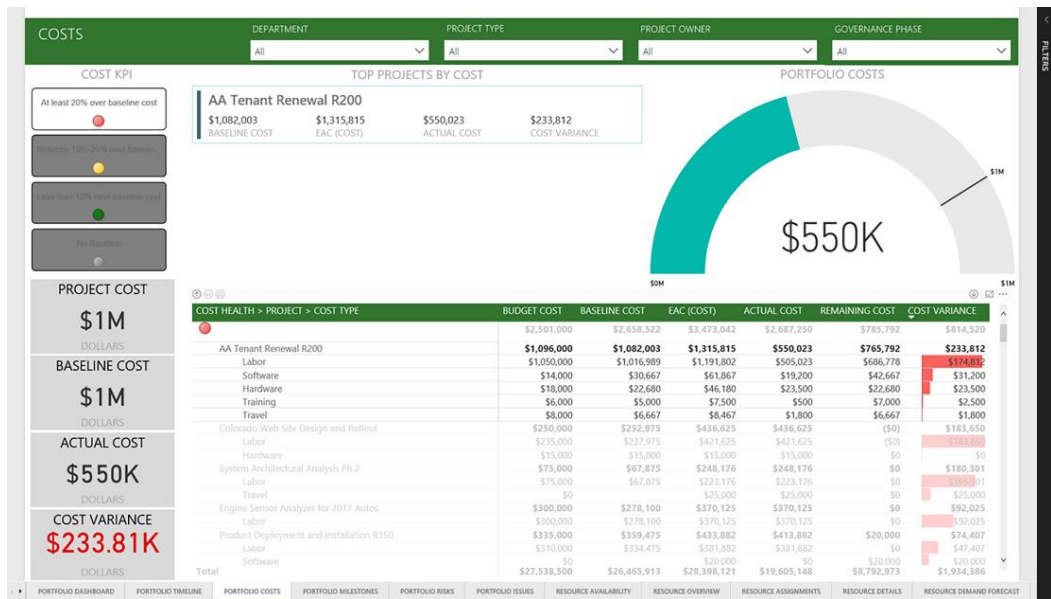 COSTS
DEPARTMENT
All
PROJECT TYPE
All
PROJECT OWNER
All
GOVERNANCE PHASE
All
FILTERS
COST KPI
At least 20% over baseline cost
Between 10%-20% over baselin...
Less than 10% over baseline cost
No Baseline
PROJECT COST
$1M
DOLLARS
BASELINE COST
$1M
DOLLARS
ACTUAL COST
$550K
DOLLARS
COST VARIANCE
$233.81K
DOLLARS
TOP PROJECTS BY COST
AA Tenant Renewal R200
$1,082,003 $1,315,815 $550,023 $233,812
BASELINE COST EAC (COST) ACTUAL COST COST VARIANCE
PORTFOLIO COSTS
$1M
$550K
$0M $1M
COST HEALTH > PROJECT > COST TYPE BUDGET COST BASELINE COST EAC (COST) ACTUAL COST REMAINING COST COST VARIANCE
$2,501,000 $2,658,522 $3,473,042 $2,687,250 $785,792 $814,520
AA Tenant Renewal R200 $1,096,000 $1,082,003 $1,315,815 $550,023 $765,792 $233,812
Labor $1,050,000 $1,016,989 $1,191,802 $505,023 $686,778 $174,812
Software $14,000 $30,667 $61,867 $19,200 $42,667 $31,200
Hardware $18,000 $22,680 $46,180 $23,500 $22,680 $23,500
Training $6,000 $5,000 $7,500 $500 $7,000 $2,500
Travel $8,000 $6,667 $8,467 $1,800 $6,667 $1,800
Colorado Web Site Design and Rollout $250,000 $252,975 $436,625 $436,625 ($0) $183,650
Labor $235,000 $237,975 $421,625 $421,625 ($0) $183,650
Hardware $15,000 $15,000 $15,000 $15,000 $0 $0
System Architectural Analysis Ph 2 $75,000 $67,875 $248,176 $248,176 $0 $180,301
Labor $75,000 $67,875 $223,176 $223,176 $0 $155,301
Travel $0 $25,000 $25,000 $0 $25,000
Engine Sensor Analyzer for 2017 Autos $300,000 $278,100 $370,125 $370,125 $0 $92,025
Labor $300,000 $278,100 $370,125 $370,125 $0 $92,025
Product Deployment and Installation R150 $335,000 $359,475 $433,882 $413,882 $20,000 $74,407
Labor $310,000 $334,475 $381,882 $381,882 $0 $47,407
Software $0 $20,000 $0 $20,000 $20,000
Total $27,538,500 $26,465,913 $28,398,121 $19,605,148 $8,792,973 $1,934,386
PORTFOLIO DASHBOARD PORTFOLIO TIMELINE PORTFOLIO COSTS PORTFOLIO MILESTONES PORTFOLIO RISKS PORTFOLIO ISSUES RESOURCE AVAILABILITY RESOURCE OVERVIEW RESOURCE ASSIGNMENTS RESOURCE DETAILS RESOURCE DEMAND FORECAST